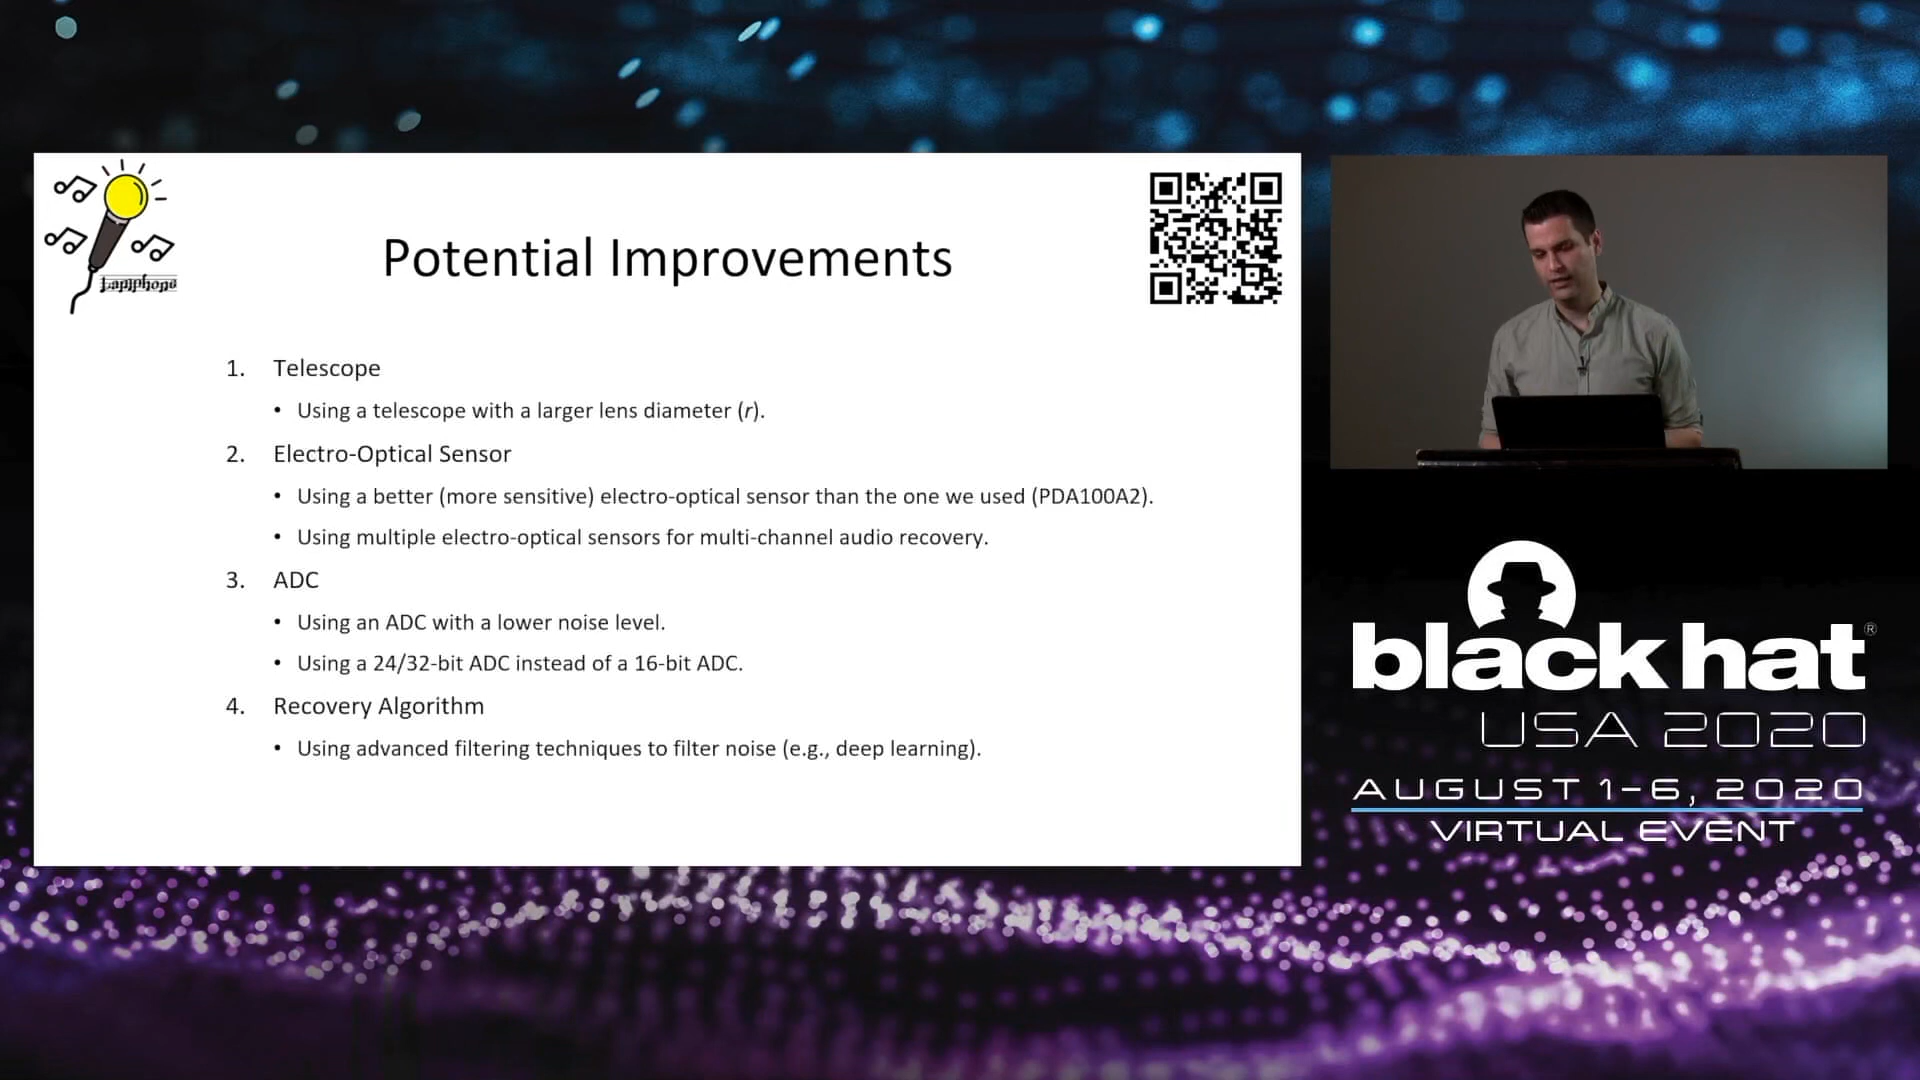 Lamphone
Potential Improvements
1. Telescope
• Using a telescope with a larger lens diameter (r).
2. Electro-Optical Sensor
• Using a better (more sensitive) electro-optical sensor than the one we used (PDA100A2).
• Using multiple electro-optical sensors for multi-channel audio recovery.
3. ADC
• Using an ADC with a lower noise level.
• Using a 24/32-bit ADC instead of a 16-bit ADC.
4. Recovery Algorithm
• Using advanced filtering techniques to filter noise (e.g., deep learning).
black hat®
USA 2020
AUGUST 1-6, 2020
VIRTUAL EVENT